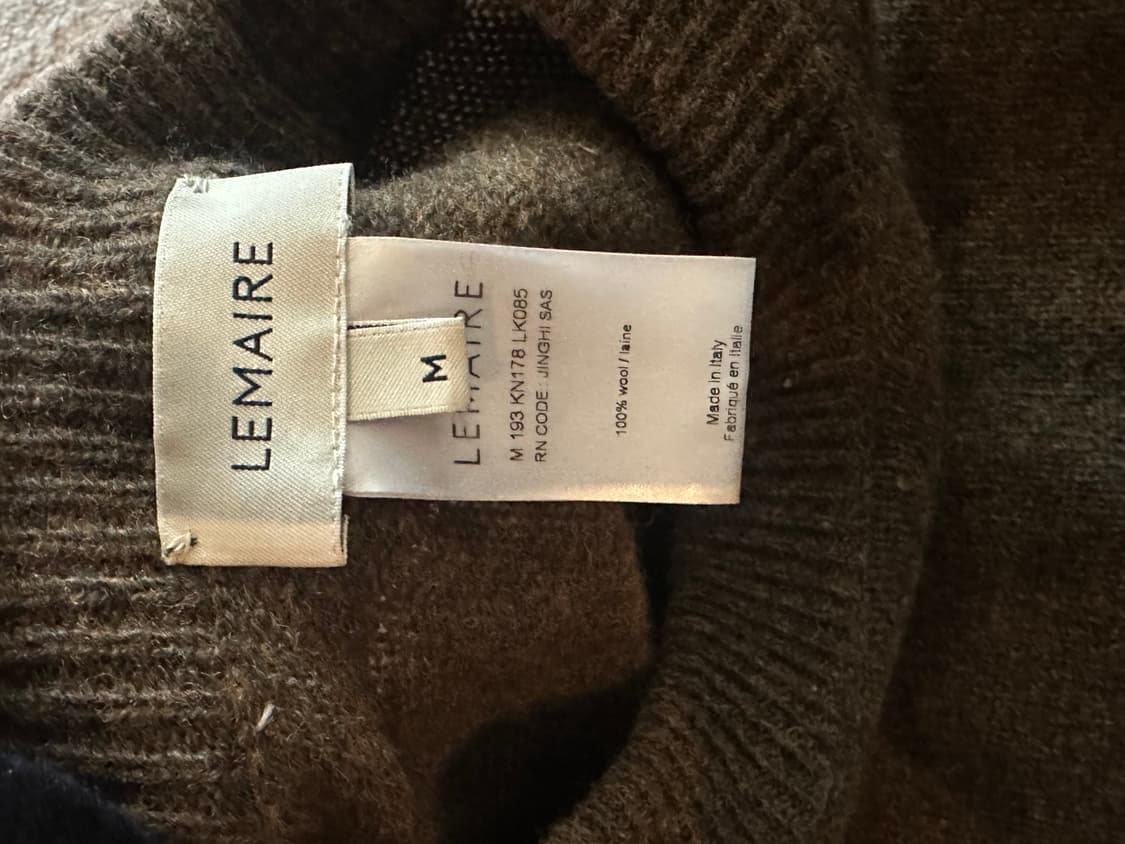 LEMAIRE
M
LEMAIRE
M 193 KN178 LK085
RN CODE : JINGHI SAS
100% wool / laine
Made in Italy
Fabriqué en Italie